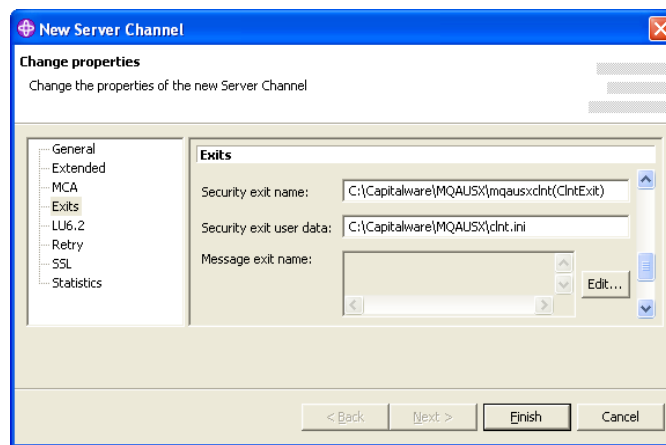 New Server Channel
Change properties
Change the properties of the new Server Channel
General
Extended
MCA
Exits
LU6.2
Retry
SSL
Statistics
Exits
Security exit name: C:\Capitalware\MQAUSX\mqausxclnt(ClntExit)
Security exit user data: C:\Capitalware\MQAUSX\clnt.ini
Message exit name:
Edit...
< Back Next > Finish Cancel